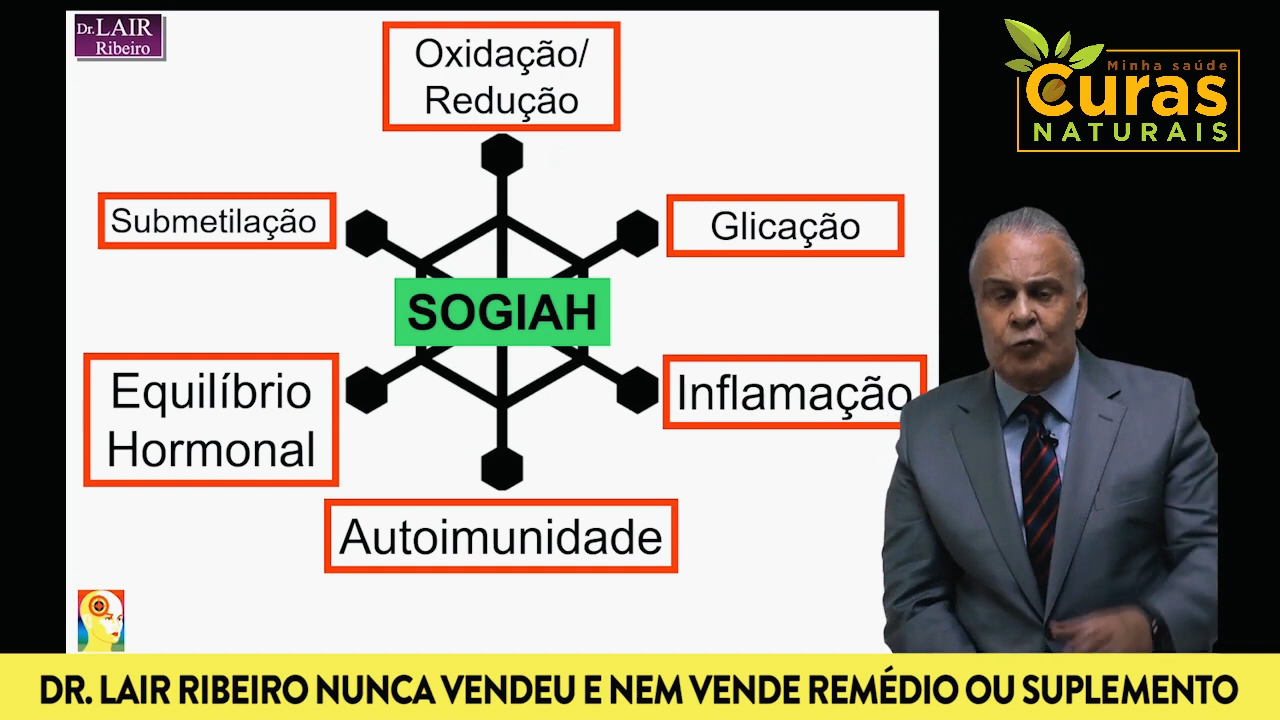 Dr. LAIR
Ribeiro
Oxidação/
Redução
Submetilação
Glicação
SOGIAH
Equilíbrio
Hormonal
Inflamação
Autoimunidade
Minha saúde
Curas
NATURAIS
DR. LAIR RIBEIRO NUNCA VENDEU E NEM VENDE REMÉDIO OU SUPLEMENTO